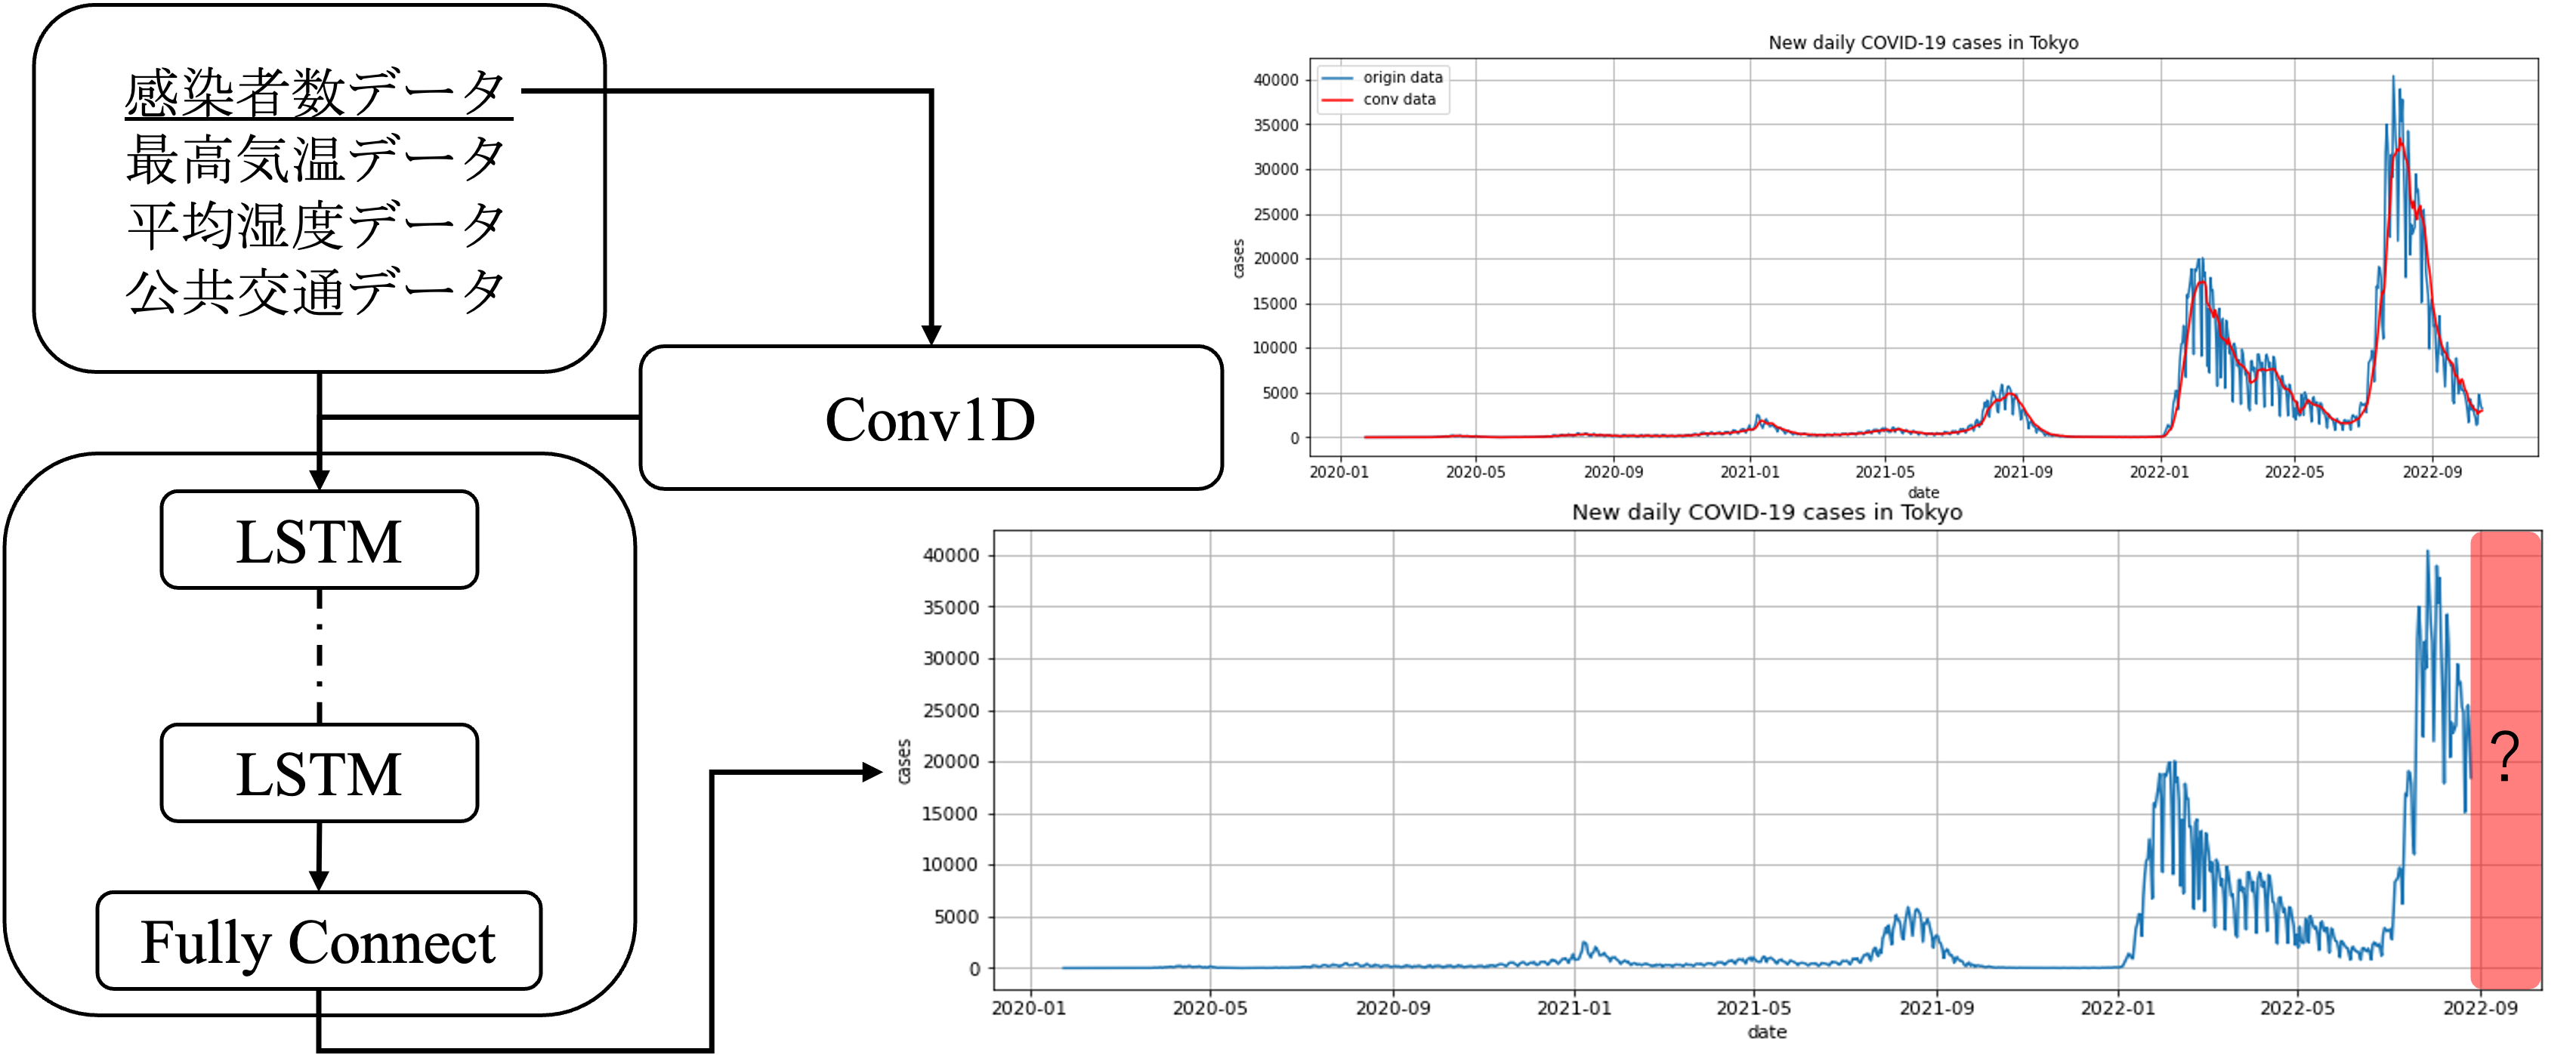 感染者数データ
最高気温データ
平均湿度データ
公共交通データ
Conv1D
LSTM
LSTM
Fully Connect
New daily COVID-19 cases in Tokyo
origin data
conv data
40000
35000
30000
25000
20000
15000
10000
5000
0
cases
2020-01 2020-05 2020-09 2021-01 2021-05 2021-09 2022-01 2022-05 2022-09
date
New daily COVID-19 cases in Tokyo
40000
35000
30000
25000
20000
15000
10000
5000
0
cases
?
2020-01 2020-05 2020-09 2021-01 2021-05 2021-09 2022-01 2022-05 2022-09
date